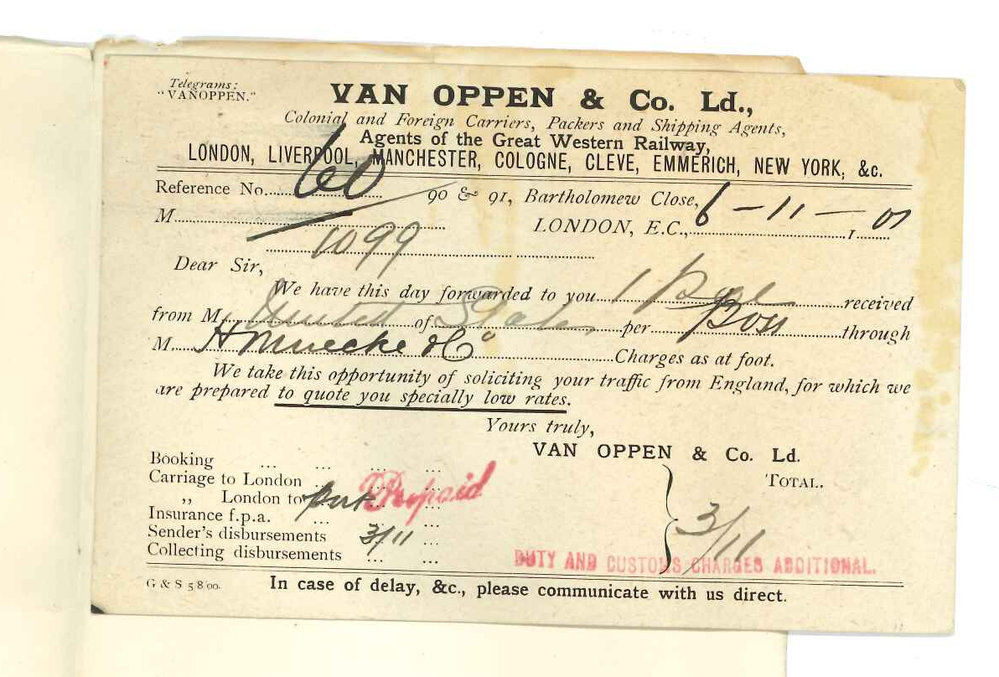 Telegrams:
"VANOPPEN."
VAN OPPEN & Co. Ld.,
Colonial and Foreign Carriers, Packers and Shipping Agents,
Agents of the Great Western Railway,
LONDON, LIVERPOOL, MANCHESTER, COLOGNE, CLEVE, EMMERICH, NEW YORK, &c.
Reference No. 60 90 & 91, Bartholomew Close,
M LONDON, E.C., 6-11-01
1099
Dear Sir,
We have this day forwarded to you 1 received
from M United of States per Post through
M H Muecke & Co Charges as at foot.
We take this opportunity of soliciting your traffic from England, for which we
are prepared to quote you specially low rates.
Yours truly,
VAN OPPEN & Co. Ld.
Booking ... ... ... ... TOTAL.
Carriage to London ... ... ...
,, London to Prepaid
Insurance f.p.a. ... ... ...
Sender's disbursements 3/11 ... 3/11
Collecting disbursements ... ...
DUTY AND CUSTOMS CHARGES ADDITIONAL.
G & S 5 8 00. In case of delay, &c., please communicate with us direct.